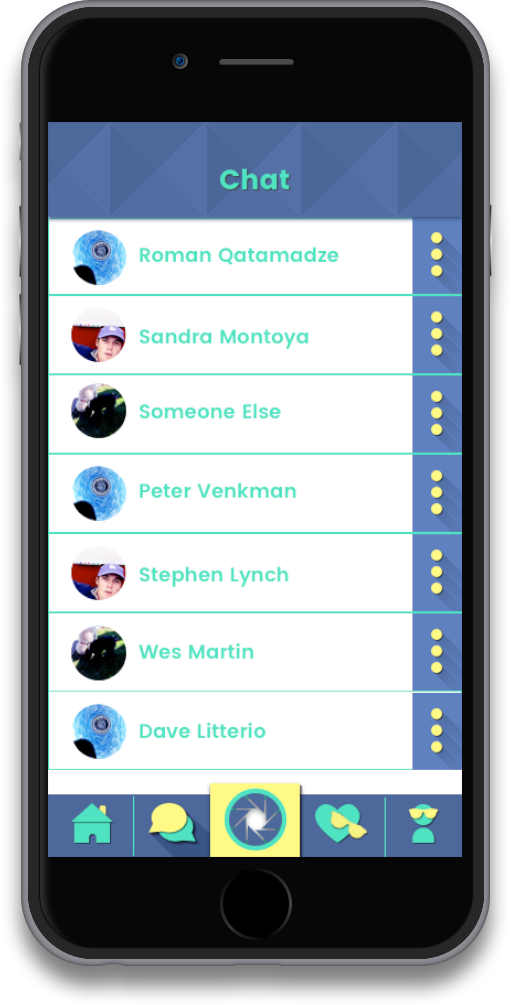 Chat
Roman Qatamadze
Sandra Montoya
Someone Else
Peter Venkman
Stephen Lynch
Wes Martin
Dave Litterio